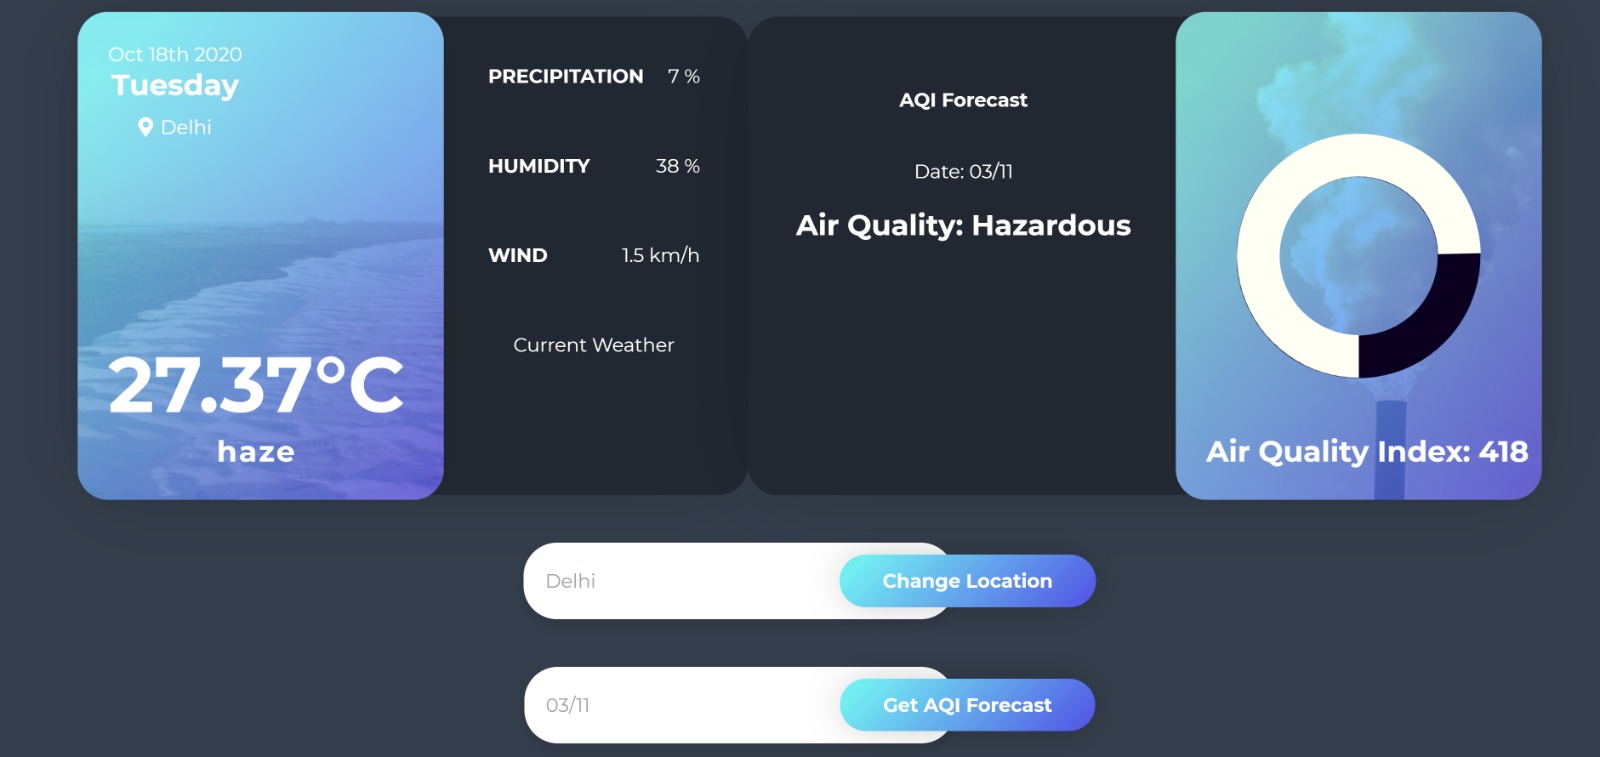 Oct 18th 2020
Tuesday
Delhi
27.37°C
haze
PRECIPITATION 7 %
HUMIDITY 38 %
WIND 1.5 km/h
Current Weather
AQI Forecast
Date: 03/11
Air Quality: Hazardous
Air Quality Index: 418
Delhi
Change Location
03/11
Get AQI Forecast